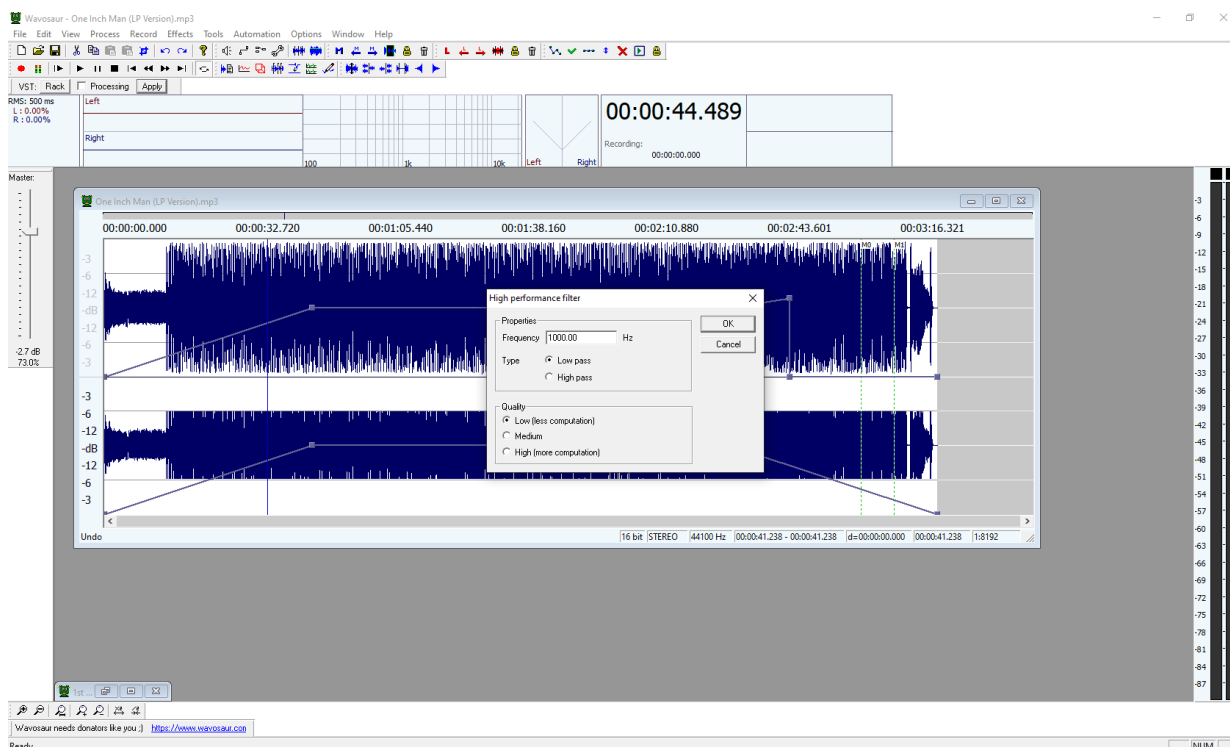 Wavosaur - One Inch Man (LP Version).mp3
File Edit View Process Record Effects Tools Automation Options Window Help
VST: Rack Processing Apply
RMS: 500 ms
L : 0.00%
R : 0.00%
Left
Right
100 1k 10k
Left Right
00:00:44.489
Recording:
00:00:00.000
Master:
-2.7 dB
73.0%
One Inch Man (LP Version).mp3
00:00:00.000 00:00:32.720 00:01:05.440 00:01:38.160 00:02:10.880 00:02:43.601 00:03:16.321
M0 M1
-3
-6
-12
-dB
-12
-6
-3
-3
-6
-12
-dB
-12
-6
-3
High performance filter
Properties
Frequency 1000.00 Hz
Type Low pass
High pass
OK
Cancel
Quality
Low (less computation)
Medium
High (more computation)
Undo
16 bit STEREO 44100 Hz 00:00:41.238 - 00:00:41.238 d=00:00:00.000 00:00:41.238 1:8192
-3
-6
-9
-12
-15
-18
-21
-24
-27
-30
-33
-36
-39
-42
-45
-48
-51
-54
-57
-60
-63
-66
-69
-72
-75
-78
-81
-84
-87
1st ...
Wavosaur needs donators like you ;) https://www.wavosaur.con
Ready
NUM